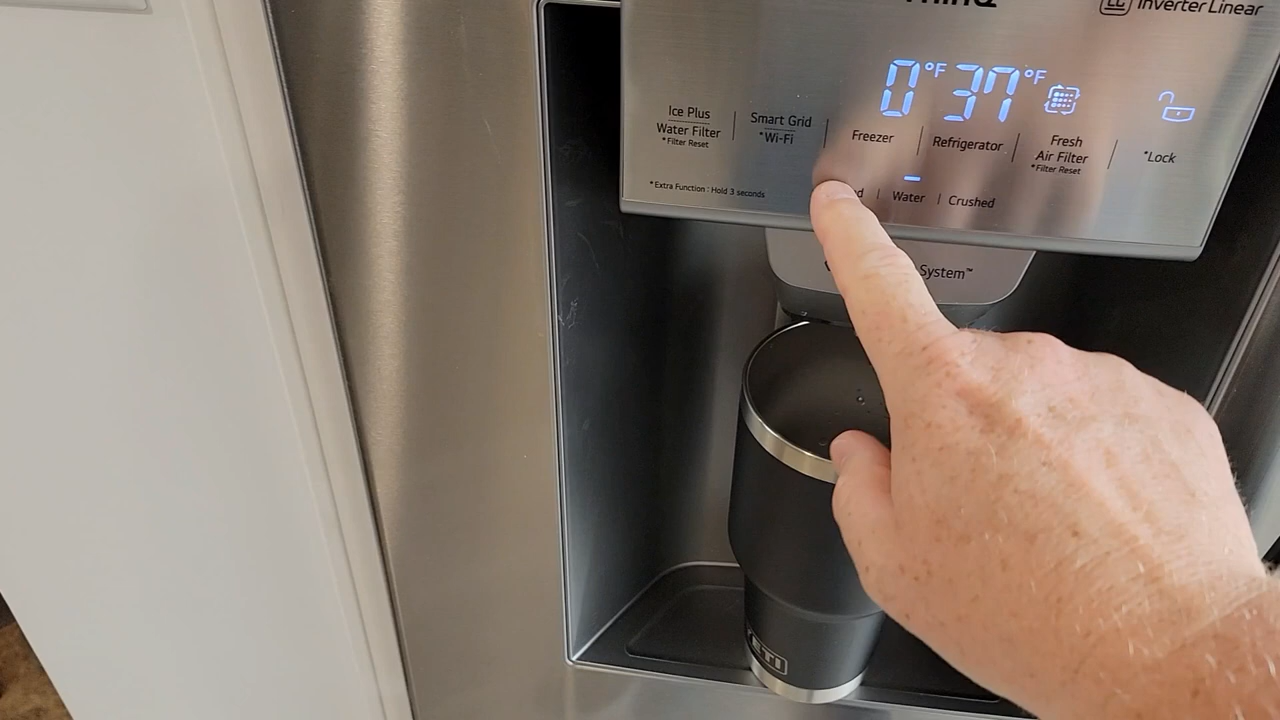 ThinQ
Inverter Linear
0°F 37°F
Ice Plus
Water Filter
*Filter Reset
Smart Grid
*Wi-Fi
Freezer
Refrigerator
Fresh
Air Filter
*Filter Reset
*Lock
*Extra Function : Hold 3 seconds
Water
Crushed
System™